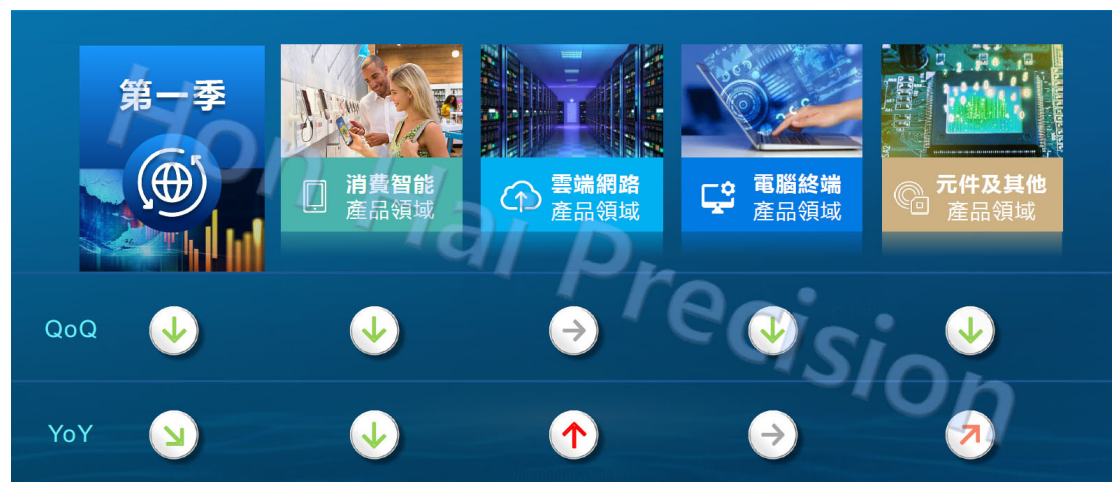 第一季
消費智能
產品領域
雲端網路
產品領域
電腦終端
產品領域
元件及其他
產品領域
QoQ
YoY
Hon Hai Precision